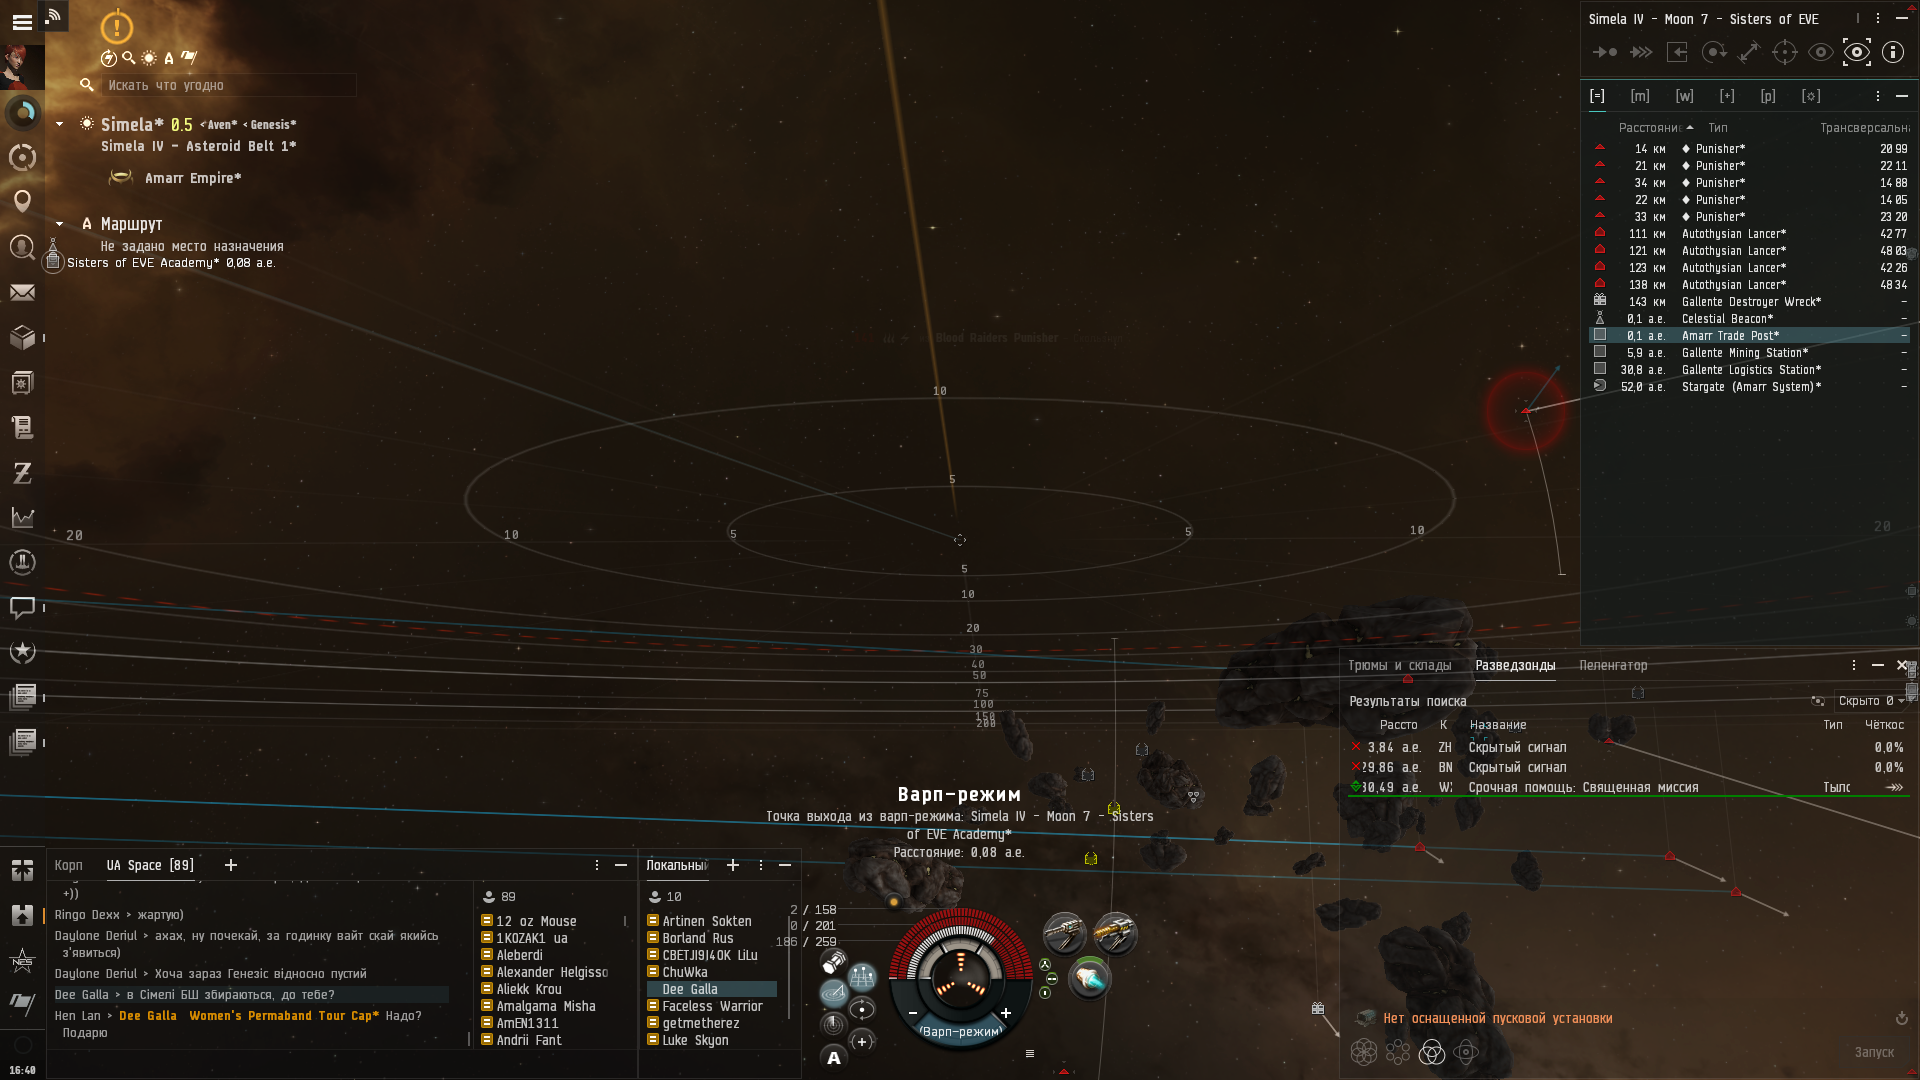 Искать что угодно
Simela* 0.5 < Aven* < Genesis*
Simela IV - Asteroid Belt 1*
Amarr Empire*
Маршрут
Не задано место назначения
Sisters of EVE Academy* 0,08 а.е.
Blood Raiders Punisher
Simela IV - Moon 7 - Sisters of EVE
[=] [m] [w] [+] [p]
Расстояние Тип Трансверсальн
14 км Punisher* 20 99
21 км Punisher* 22 11
34 км Punisher* 14 88
22 км Punisher* 14 05
33 км Punisher* 23 20
111 км Autothysian Lancer* 42 77
121 км Autothysian Lancer* 48 03
123 км Autothysian Lancer* 42 26
138 км Autothysian Lancer* 48 34
143 км Gallente Destroyer Wreck* –
0,1 а.е. Celestial Beacon* –
0,1 а.е. Amarr Trade Post* –
5,9 а.е. Gallente Mining Station* –
30,8 а.е. Gallente Logistics Station* –
52,0 а.е. Stargate (Amarr System)* –
10
5
20 10 5 5 10 20
5
10
20
30
40
50
75
100
150
200
Трюмы и склады Разведзонды Пеленгатор
Результаты поиска Скрыто 0
Рассто К Название Тип Чёткос
3,84 а.е. ZH Скрытый сигнал 0,0%
29,86 а.е. BN Скрытый сигнал 0,0%
30,49 а.е. Срочная помощь: Священная миссия Тылс
Нет оснащенной пусковой установки
Запуск
Варп-режим
Точка выхода из варп-режима: Simela IV - Moon 7 - Sisters
of EVE Academy*
Расстояние: 0,08 а.е.
2 / 158
0 / 201
186 / 259
(Варп-режим)
Корп UA Space [89]
+))
Ringo Dexx > жартую)
Daylone Deriul > ахах, ну почекай, за годинку вайт скай якийсь
з'явиться)
Daylone Deriul > Хоча зараз Генезіс відносно пустий
Dee Galla > в Сімелі БШ збираються, до тебе?
Hen Lan > Dee Galla Women's Permaband Tour Cap* Надо?
Подарю
89
12 oz Mouse
1KOZAK1 ua
Aleberdi
Alexander Helgisso
Aliekk Krou
Amalgama Misha
AmEN1311
Andrii Fant
Локальный
10
Artinen Sokten
Borland Rus
CBETJI9I4OK LiLu
ChuWka
Dee Galla
Faceless Warrior
getmetherez
Luke Skyon
NES
16:40